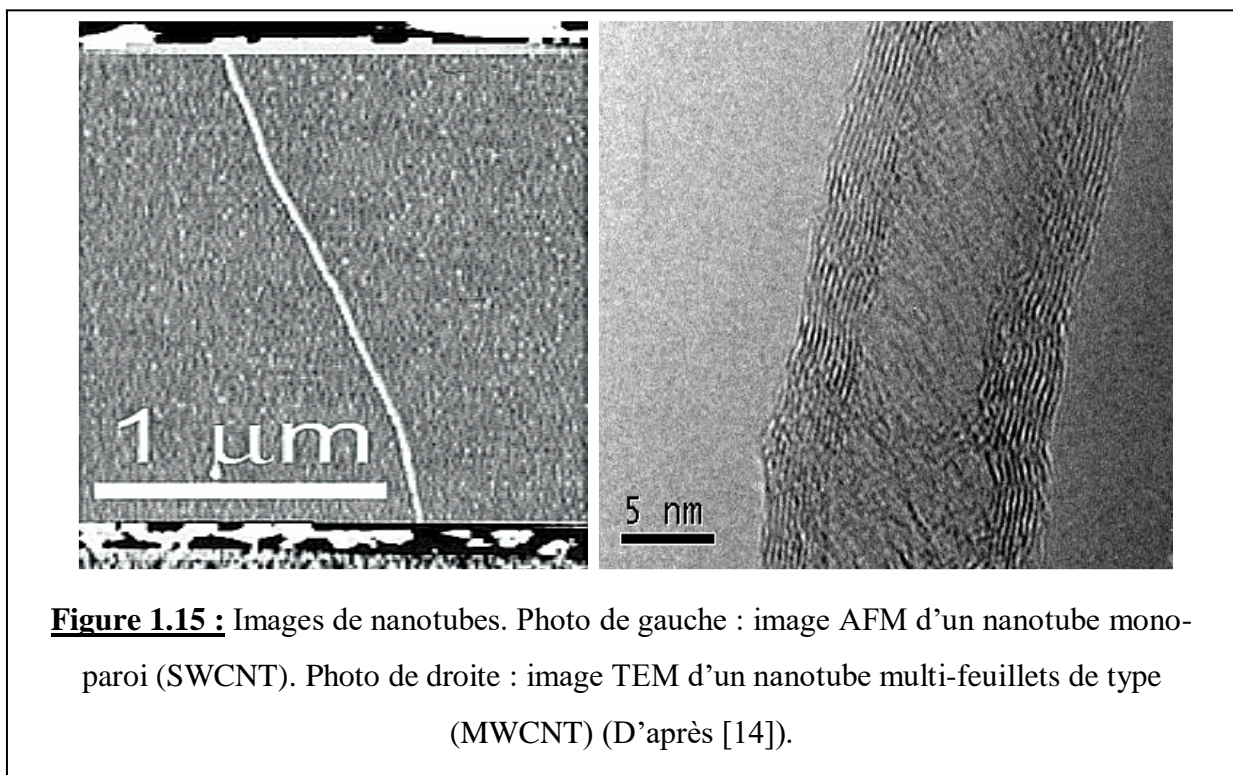 1 µm
5 nm
Figure 1.15 : Images de nanotubes. Photo de gauche : image AFM d’un nanotube mono-
paroi (SWCNT). Photo de droite : image TEM d’un nanotube multi-feuillets de type
(MWCNT) (D’après [14]).